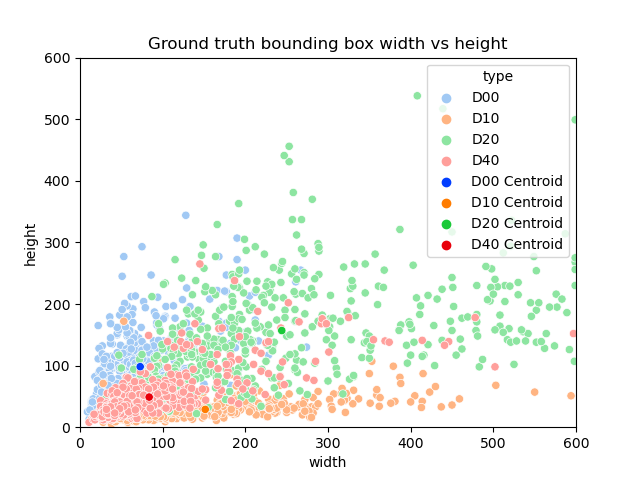 Ground truth bounding box width vs height
type
D00
D10
D20
D40
D00 Centroid
D10 Centroid
D20 Centroid
D40 Centroid
600
500
400
300
200
100
0
height
0 100 200 300 400 500 600
width